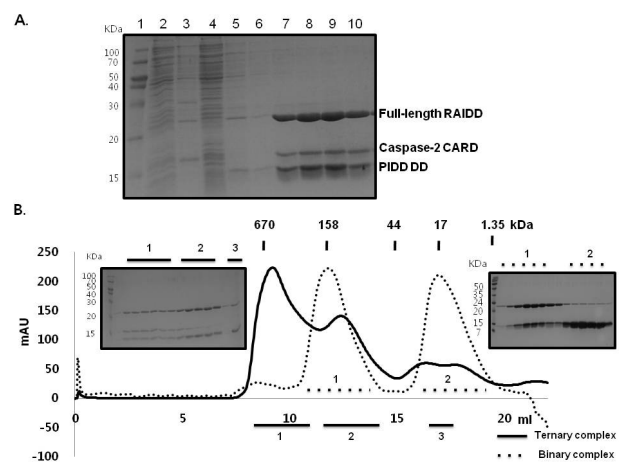 A.
KDa 1 2 3 4 5 6 7 8 9 10
100
70
50
40
30
20
15
Full-length RAIDD
Caspase-2 CARD
PIDD DD
B.
670 158 44 17 1.35 kDa
250
200
150
100
50
0
-50
-100
mAU
KDa 1 2 3
100
70
50
40
30
20
15
KDa 1 2
50
35
24
15
7
1 2
0 5 10 15 20 ml
1 2 3
Ternary complex
Binary complex